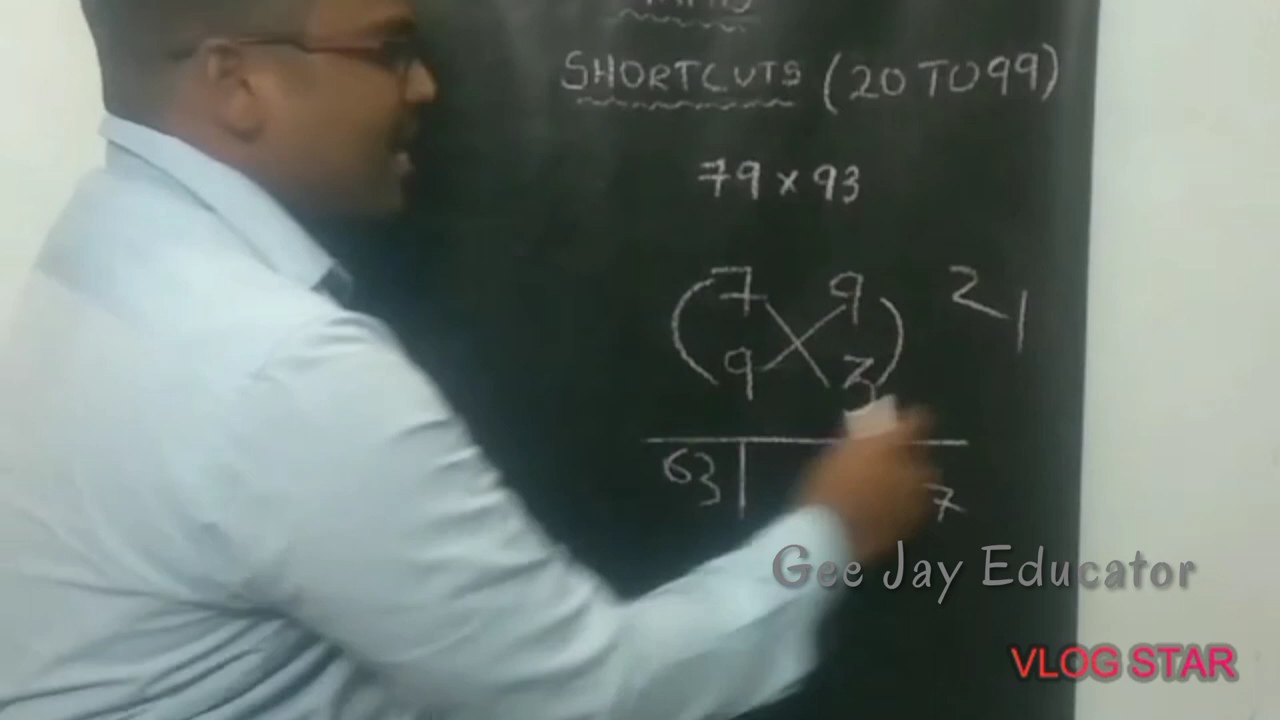 SHORTCUTS (20 TO 99)
79 x 93
7 9 21
9 3
63 7
Gee Jay Educator
VLOG STAR